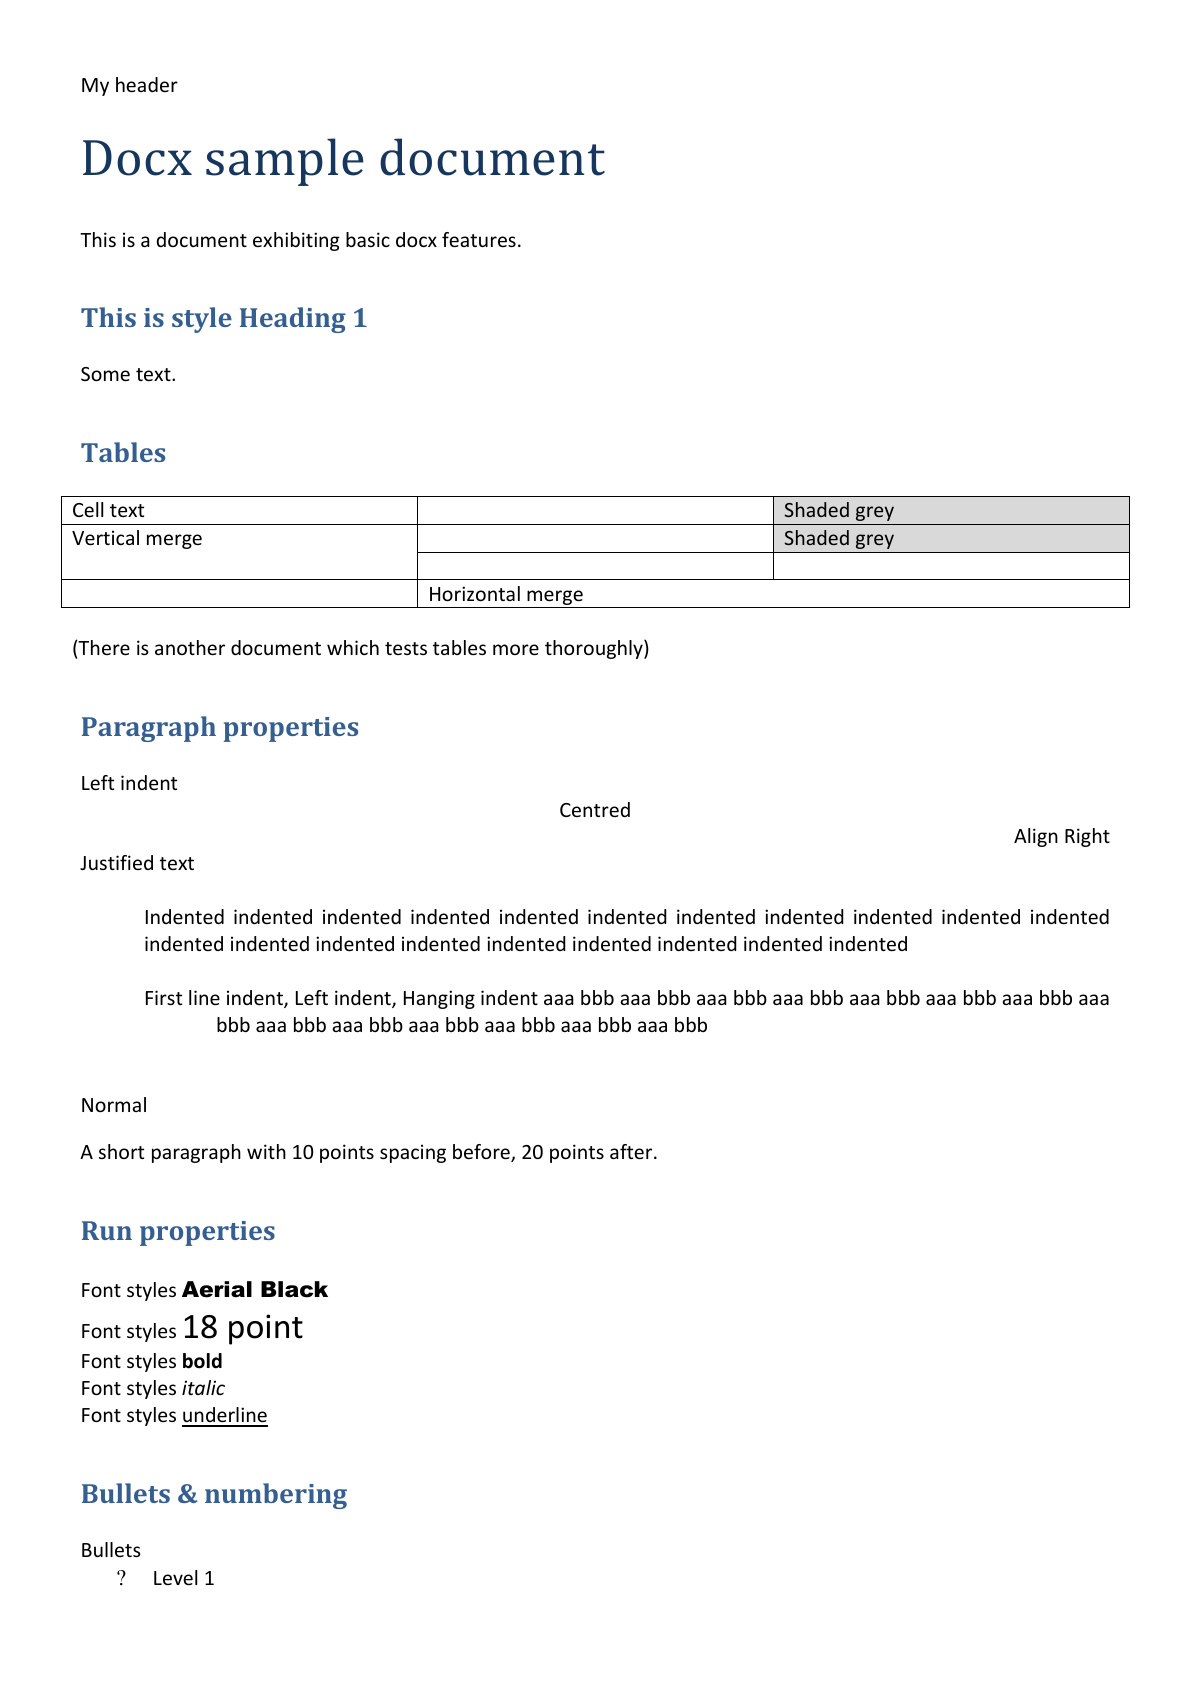 My header
Docx sample document
This is a document exhibiting basic docx features.
This is style Heading 1
Some text.
Tables
Cell text Shaded grey
Vertical merge Shaded grey
Horizontal merge
(There is another document which tests tables more thoroughly)
Paragraph properties
Left indent
Centred
Align Right
Justified text
Indented indented indented indented indented indented indented indented indented indented indented
indented indented indented indented indented indented indented indented indented
First line indent, Left indent, Hanging indent aaa bbb aaa bbb aaa bbb aaa bbb aaa bbb aaa bbb aaa bbb aaa
bbb aaa bbb aaa bbb aaa bbb aaa bbb aaa bbb aaa bbb
Normal
A short paragraph with 10 points spacing before, 20 points after.
Run properties
Font styles Aerial Black
Font styles 18 point
Font styles bold
Font styles italic
Font styles underline
Bullets & numbering
Bullets
? Level 1